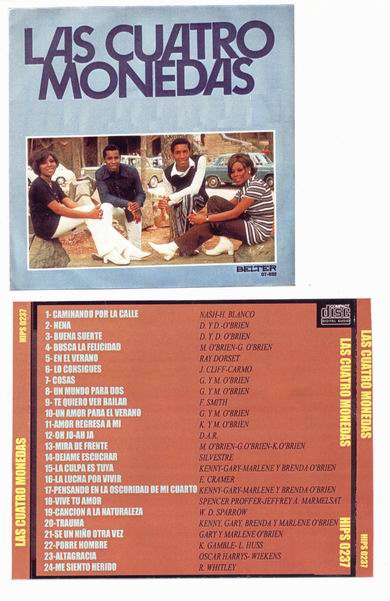 LAS CUATRO
MONEDAS
BELTER
07-892
HIPS 0237
LAS CUATRO MONEDAS
1- CAMINANDO POR LA CALLE NASH-H. BLANCO
2- NENA D. Y D.-O'BRIEN
3- BUENA SUERTE D. Y D. O'BRIEN
4- BUSCA LA FELICIDAD M. O'BRIEN-G. O'BRIEN
5- EN EL VERANO RAY DORSET
6- LO CONSIGUES J. CLIFF-CARMO
7- COSAS G. Y M. O'BRIEN
8- UN MUNDO PARA DOS G. Y M. O'BRIEN
9- TE QUIERO VER BAILAR F. SMITH
10-UN AMOR PARA EL VERANO G. Y M. O'BRIEN
11-AMOR REGRESA A MI K. Y M. O'BRIEN
12-OH JO-AH JA D.A.R.
13-MIRA DE FRENTE M. O'BRIEN-G.O'BRIEN-K.O'BRIEN
14-DEJAME ESCUCHAR SILVESTRE
15-LA CULPA ES TUYA KENNY-GARY-MARLENE Y BRENDA O'BRIEN
16-LA LUCHA POR VIVIR E. CRAMER
17-PENSANDO EN LA OSCURIDAD DE MI CUARTO KENNY-GARY-MARLENE Y BRENDA O'BRIEN
18-VIVE TU AMOR SPENCER PROFFER-JEFFREY A. MARMELSAT
19-CANCION A LA NATURALEZA W. D. SPARROW
20-TRAUMA KENNY, GARY, BRENDA Y MARLENE O'BRIEN
21-SE UN NIÑO OTRA VEZ GARY Y MARLENE O'BRIEN
22-POBRE HOMBRE K. GAMBLE- L. HUSS
23-ALTAGRACIA OSCAR HARRYS- WIEKENS
24-ME SIENTO HERIDO R. WHITLEY
COMPACT
DISC
DIGITAL AUDIO
LAS CUATRO MONEDAS
HIPS 0237
LAS CUATRO MONEDAS
HIPS 0237